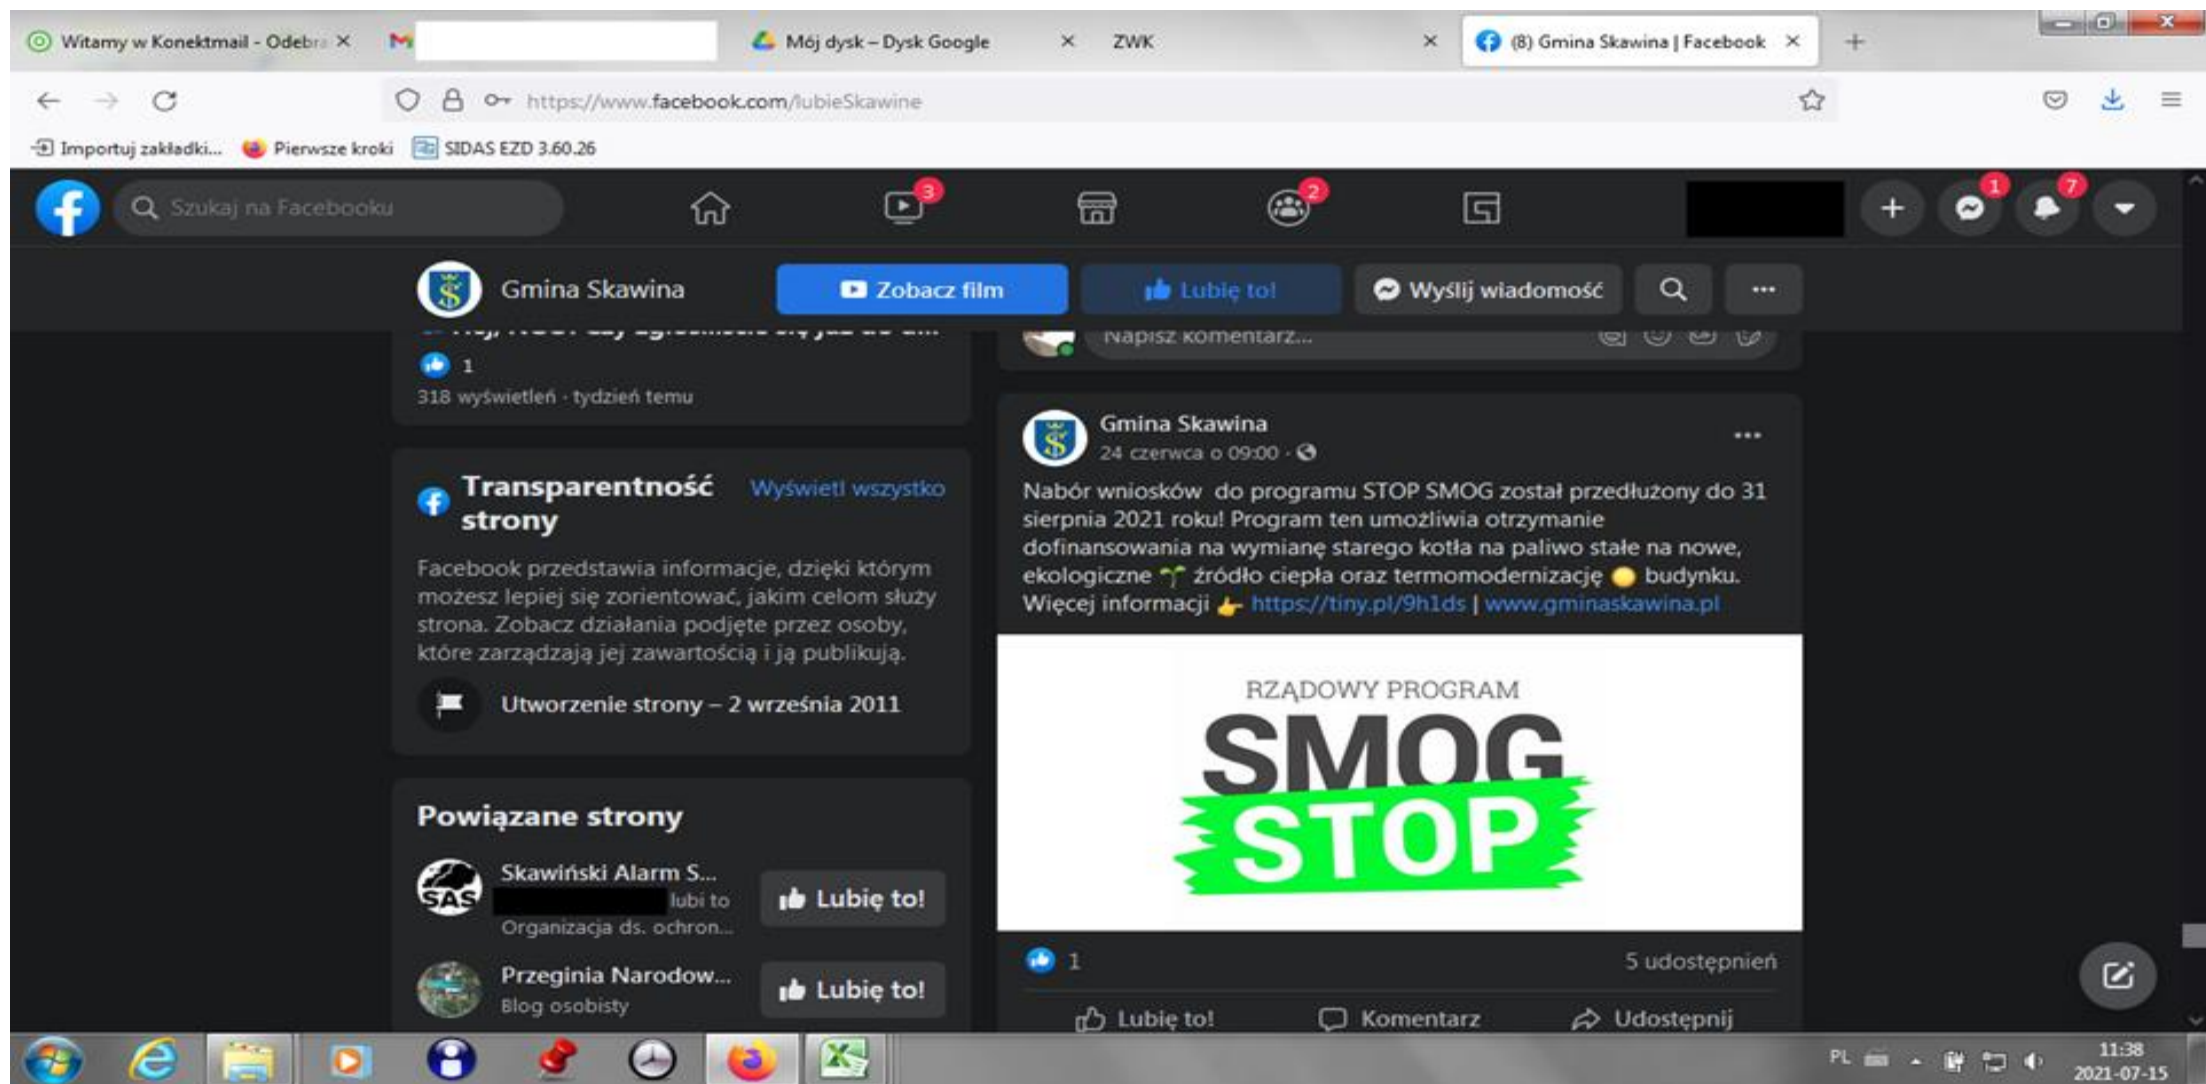 Witamy w Konektmail - Odebra
Mój dysk – Dysk Google
ZWK
(8) Gmina Skawina | Facebook
https://www.facebook.com/lubieSkawine
Importuj zakładki...
Pierwsze kroki
SIDAS EZD 3.60.26
Szukaj na Facebooku
3
2
1
7
Gmina Skawina
Zobacz film
Lubię to!
Wyślij wiadomość
1
318 wyświetleń · tydzień temu
Transparentność
strony
Wyświetl wszystko
Facebook przedstawia informacje, dzięki którym
możesz lepiej się zorientować, jakim celom służy
strona. Zobacz działania podjęte przez osoby,
które zarządzają jej zawartością i ją publikują.
Utworzenie strony – 2 września 2011
Powiązane strony
Skawiński Alarm S...
SAS
lubi to
Organizacja ds. ochron...
Lubię to!
Przeginia Narodow...
Blog osobisty
Lubię to!
Napisz komentarz...
Gmina Skawina
24 czerwca o 09:00 ·
Nabór wniosków do programu STOP SMOG został przedłużony do 31
sierpnia 2021 roku! Program ten umożliwia otrzymanie
dofinansowania na wymianę starego kotła na paliwo stałe na nowe,
ekologiczne 🌱 źródło ciepła oraz termomodernizację 🟡 budynku.
Więcej informacji 👉 https://tiny.pl/9h1ds | www.gminaskawina.pl
RZĄDOWY PROGRAM
SMOG
STOP
1
5 udostępnień
Lubię to!
Komentarz
Udostępnij
PL
11:38
2021-07-15